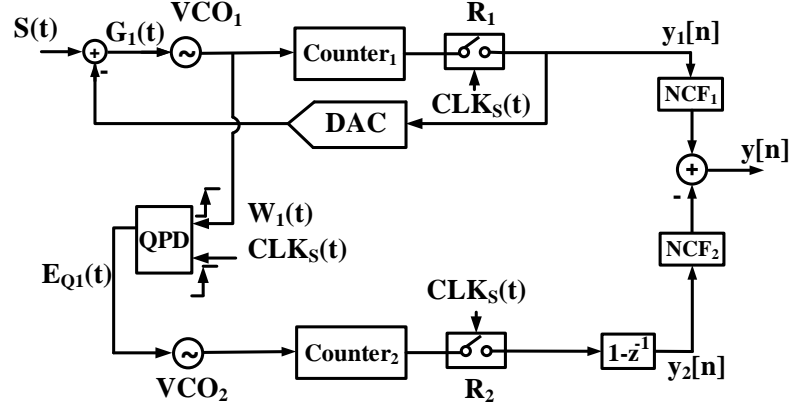 S(t)
+
-
G₁(t)
VCO₁
~
Counter₁
R₁
CLKS(t)
y₁[n]
NCF₁
DAC
+
-
y[n]
W₁(t)
QPD
CLKS(t)
EQ1(t)
NCF₂
CLKS(t)
~
VCO₂
Counter₂
R₂
1-z⁻¹
y₂[n]